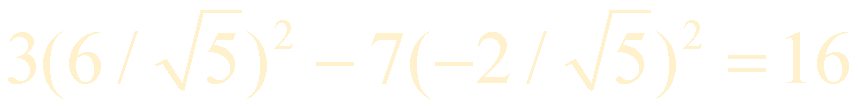 3(6/√5)² − 7(−2/√5)² = 16